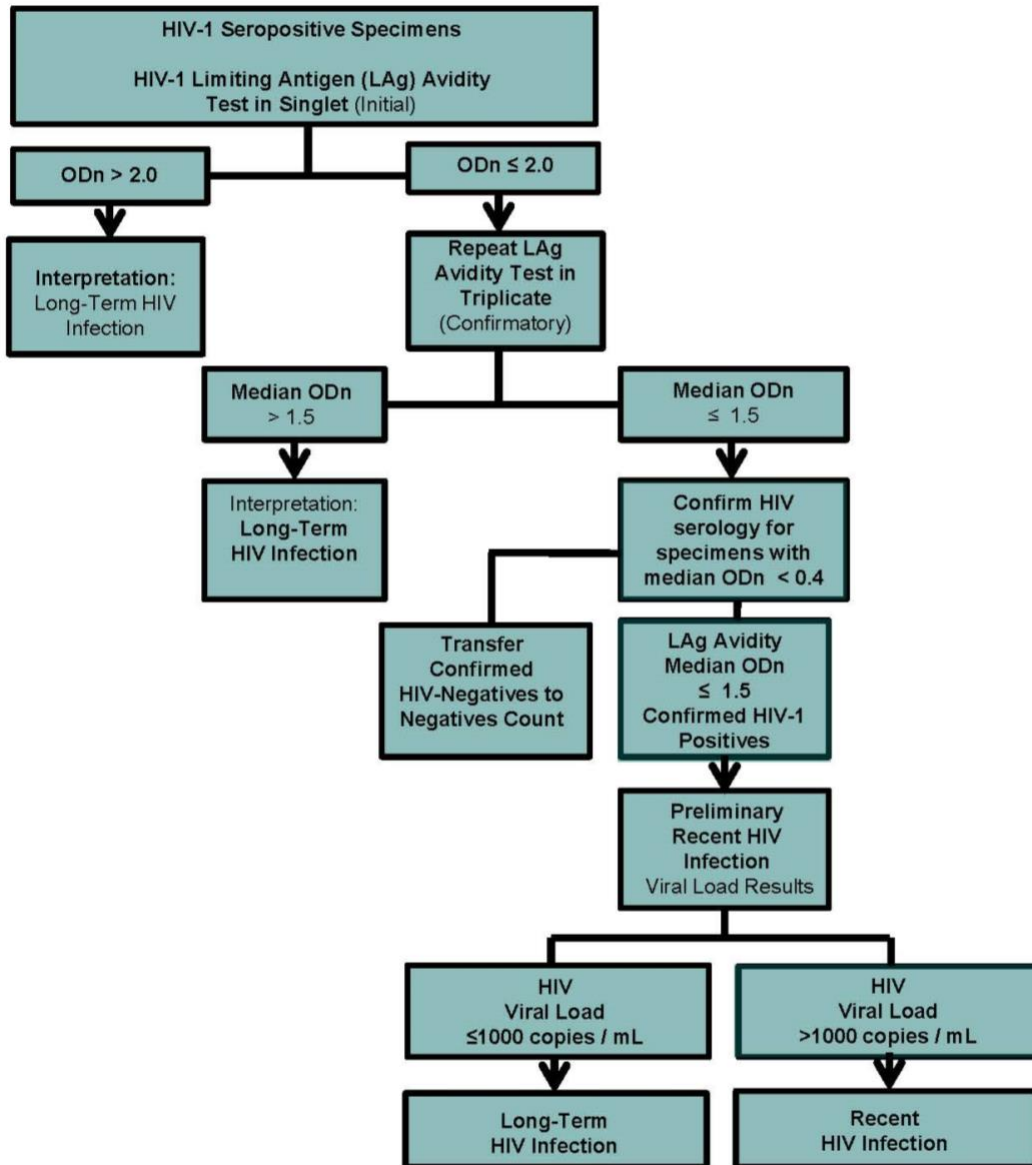 HIV-1 Seropositive Specimens
HIV-1 Limiting Antigen (LAg) Avidity
Test in Singlet (Initial)
ODn > 2.0
ODn ≤ 2.0
Interpretation:
Long-Term HIV
Infection
Repeat LAg
Avidity Test in
Triplicate
(Confirmatory)
Median ODn
> 1.5
Median ODn
≤ 1.5
Interpretation:
Long-Term
HIV Infection
Confirm HIV
serology for
specimens with
median ODn < 0.4
Transfer
Confirmed
HIV-Negatives to
Negatives Count
LAg Avidity
Median ODn
≤ 1.5
Confirmed HIV-1
Positives
Preliminary
Recent HIV
Infection
Viral Load Results
HIV
Viral Load
≤1000 copies / mL
HIV
Viral Load
>1000 copies / mL
Long-Term
HIV Infection
Recent
HIV Infection